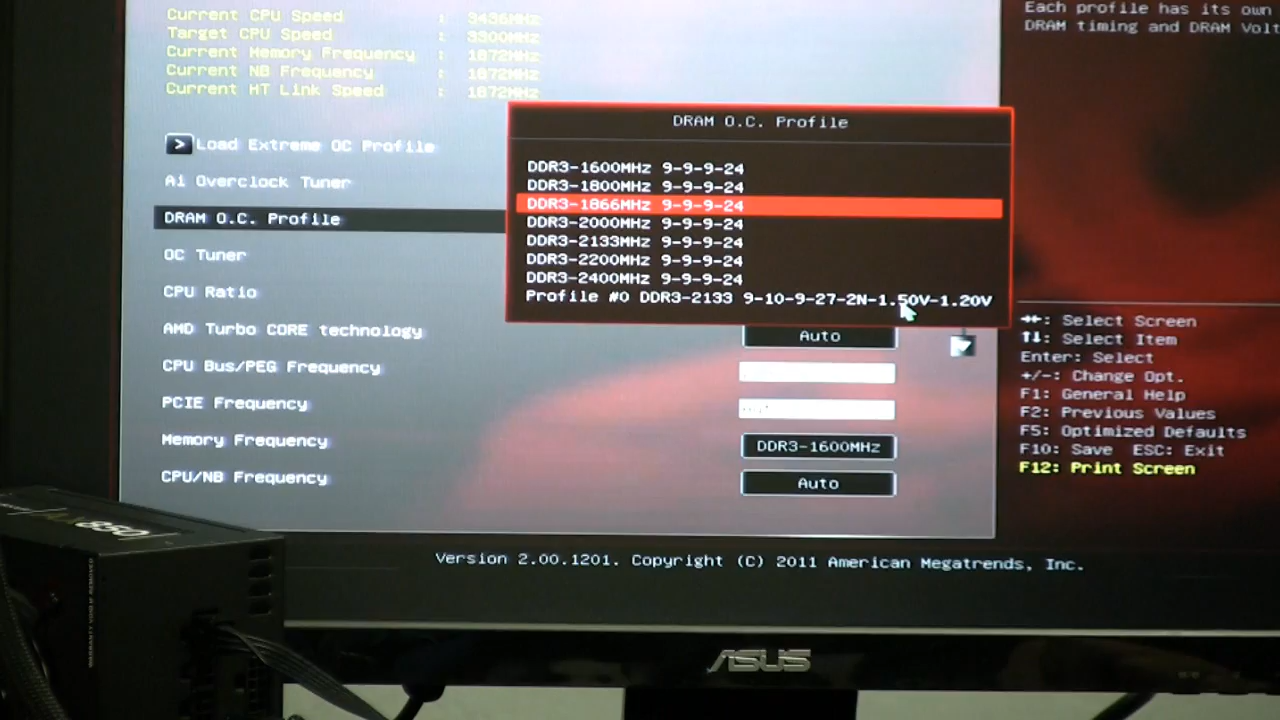 Current CPU Speed : 3436MHz
Target CPU Speed : 3300MHz
Current Memory Frequency : 1872MHz
Current NB Frequency : 1872MHz
Current HT Link Speed : 1872MHz
> Load Extreme OC Profile
Ai Overclock Tuner
DRAM O.C. Profile
OC Tuner
CPU Ratio
AMD Turbo CORE technology
Auto
CPU Bus/PEG Frequency
PCIE Frequency
Memory Frequency
DDR3-1600MHz
CPU/NB Frequency
Auto
DRAM O.C. Profile
DDR3-1600MHz 9-9-9-24
DDR3-1800MHz 9-9-9-24
DDR3-1866MHz 9-9-9-24
DDR3-2000MHz 9-9-9-24
DDR3-2133MHz 9-9-9-24
DDR3-2200MHz 9-9-9-24
DDR3-2400MHz 9-9-9-24
Profile #0 DDR3-2133 9-10-9-27-2N-1.50V-1.20V
Each profile has its own
DRAM timing and DRAM Volt
→←: Select Screen
↑↓: Select Item
Enter: Select
+/-: Change Opt.
F1: General Help
F2: Previous Values
F5: Optimized Defaults
F10: Save ESC: Exit
F12: Print Screen
Version 2.00.1201. Copyright (C) 2011 American Megatrends, Inc.
ASUS
WARRANTY VOID IF REMOVED